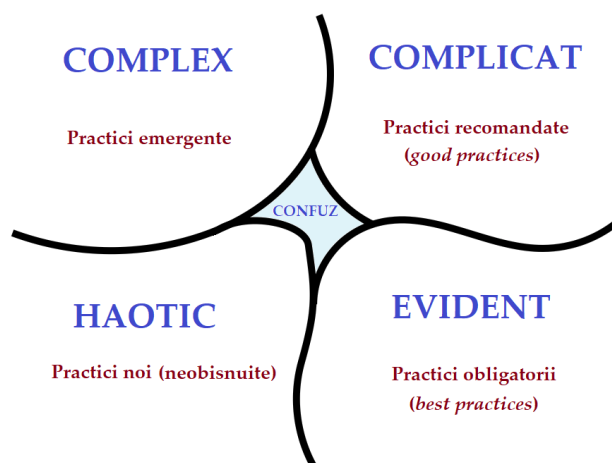 COMPLEX
Practici emergente
COMPLICAT
Practici recomandate
(good practices)
CONFUZ
HAOTIC
Practici noi (neobisnuite)
EVIDENT
Practici obligatorii
(best practices)